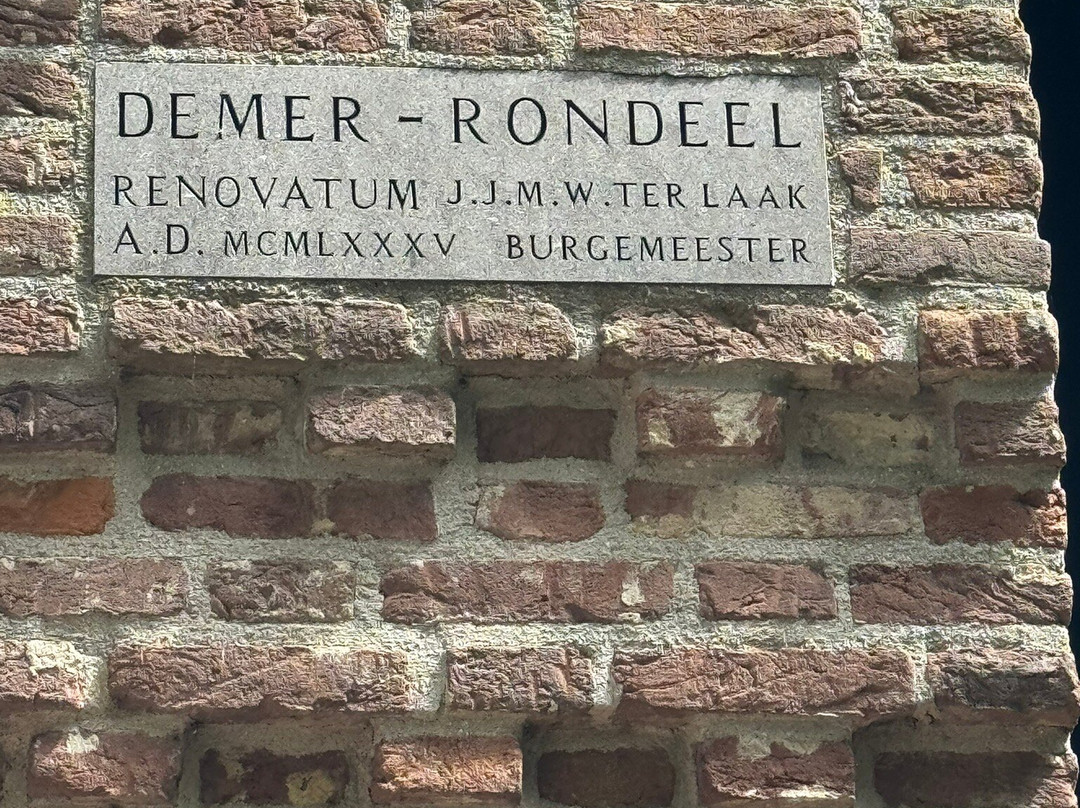 DEMER - RONDEEL
RENOVATUM J.J.M.W. TER LAAK
A.D. MCMLXXXV BURGEMEESTER